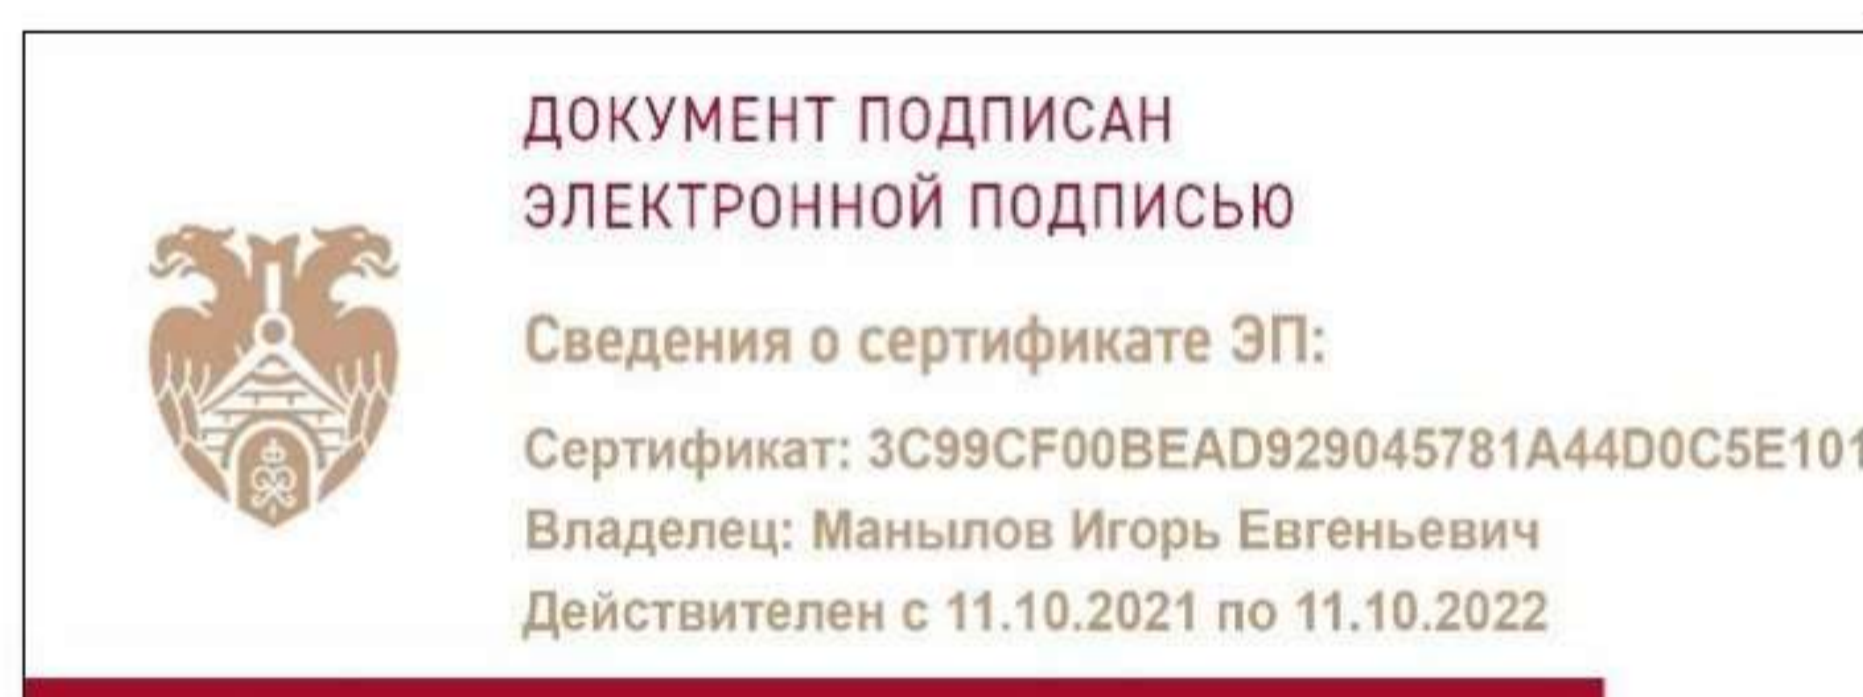 ДОКУМЕНТ ПОДПИСАН
ЭЛЕКТРОННОЙ ПОДПИСЬЮ
Сведения о сертификате ЭП:
Сертификат: 3C99CF00BEAD929045781A44D0C5E101
Владелец: Манылов Игорь Евгеньевич
Действителен с 11.10.2021 по 11.10.2022